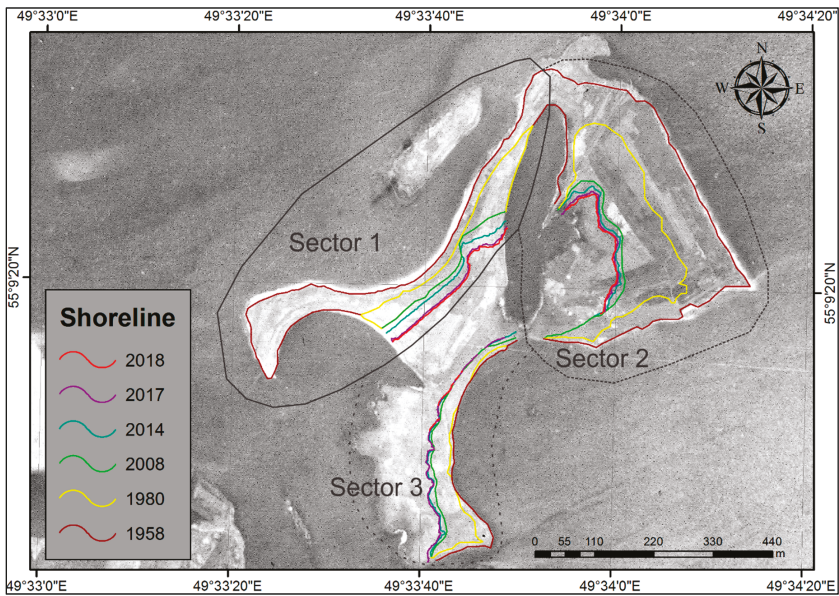 49°33'0"E 49°33'20"E 49°33'40"E 49°34'0"E 49°34'20"
N
W E
S
Sector 1
55°9'20"N 55°9'20"N
Shoreline
2018
2017
2014
2008
1980
1958
Sector 2
Sector 3
0 55 110 220 330 440
m
49°33'0"E 49°33'20"E 49°33'40"E 49°34'0"E 49°34'20"E